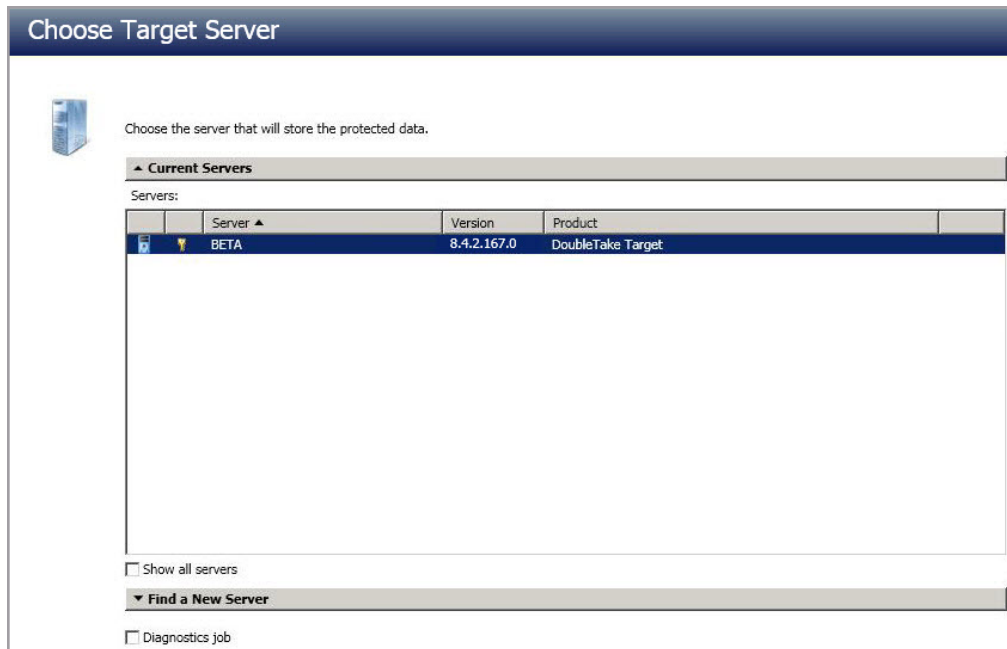 Choose Target Server
Choose the server that will store the protected data.
Current Servers
Servers:
Server Version Product
BETA 8.4.2.167.0 DoubleTake Target
Show all servers
Find a New Server
Diagnostics job